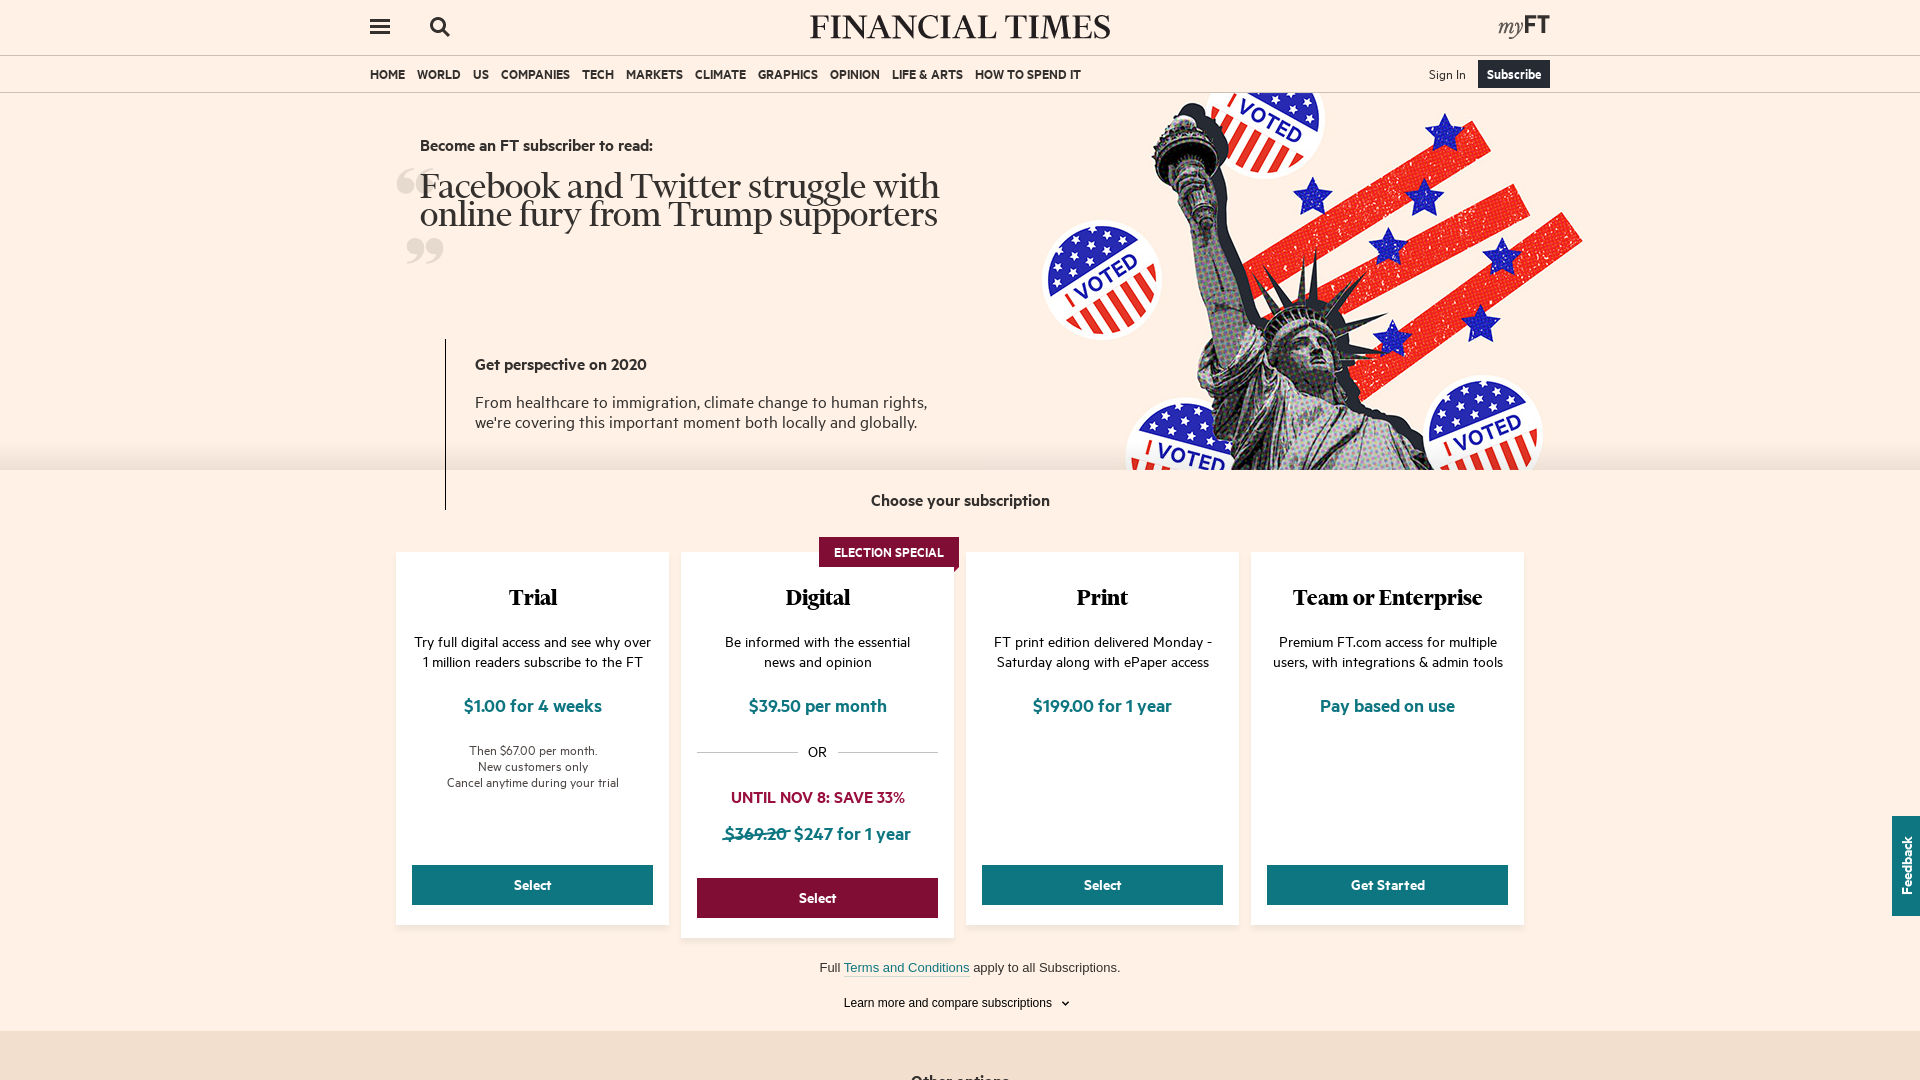 FINANCIAL TIMES
myFT
HOME WORLD US COMPANIES TECH MARKETS CLIMATE GRAPHICS OPINION LIFE & ARTS HOW TO SPEND IT
Sign In
Subscribe
Become an FT subscriber to read:
“Facebook and Twitter struggle with
online fury from Trump supporters
”
I VOTED
I VOTED
I VOTED
I VOTED
Get perspective on 2020
From healthcare to immigration, climate change to human rights,
we're covering this important moment both locally and globally.
Choose your subscription
Trial
Try full digital access and see why over
1 million readers subscribe to the FT
$1.00 for 4 weeks
Then $67.00 per month.
New customers only
Cancel anytime during your trial
Select
ELECTION SPECIAL
Digital
Be informed with the essential
news and opinion
$39.50 per month
OR
UNTIL NOV 8: SAVE 33%
$369.20 $247 for 1 year
Select
Print
FT print edition delivered Monday -
Saturday along with ePaper access
$199.00 for 1 year
Select
Team or Enterprise
Premium FT.com access for multiple
users, with integrations & admin tools
Pay based on use
Get Started
Feedback
Full Terms and Conditions apply to all Subscriptions.
Learn more and compare subscriptions
Other options